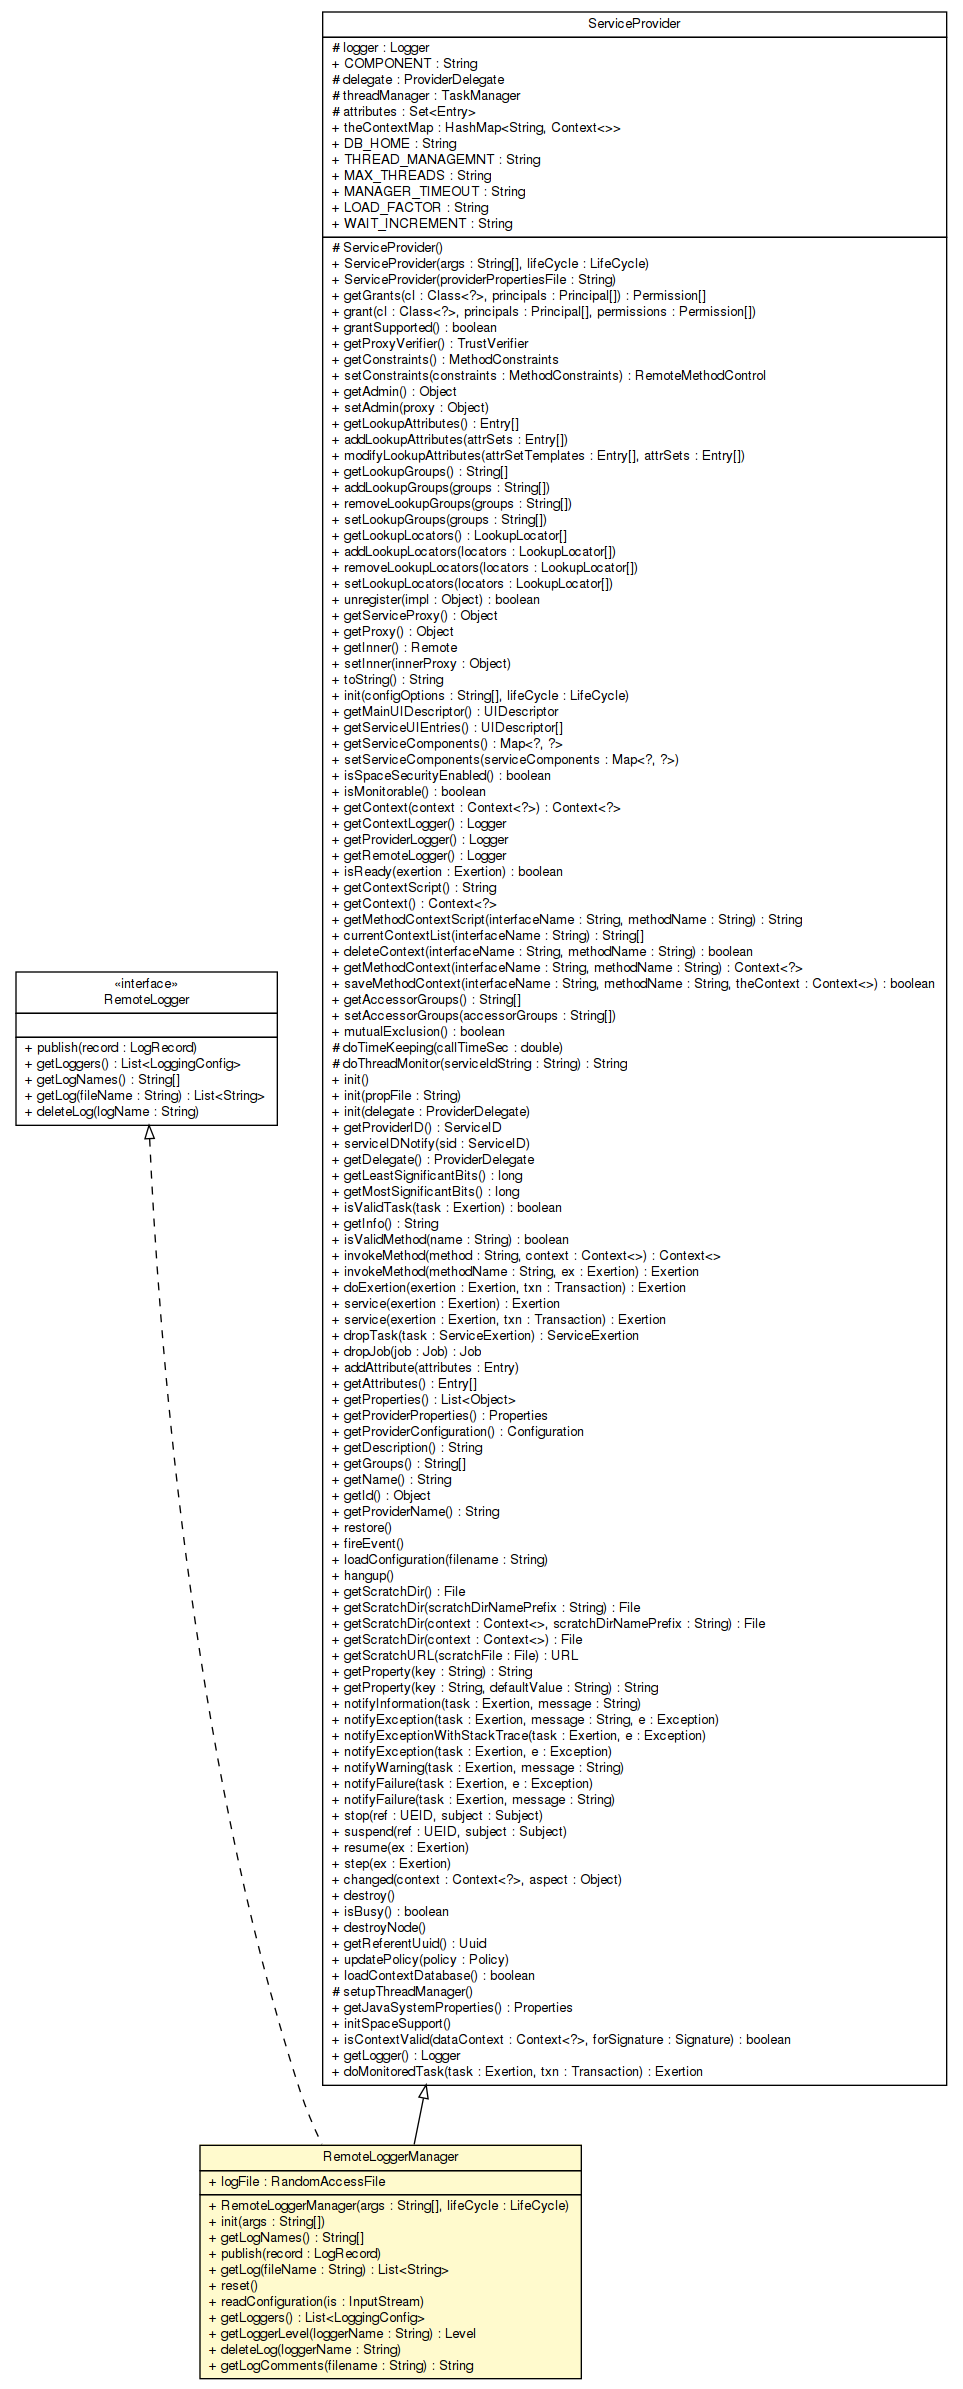 ServiceProvider
# logger : Logger
+ COMPONENT : String
# delegate : ProviderDelegate
# threadManager : TaskManager
# attributes : Set<Entry>
+ theContextMap : HashMap<String, Context<>>
+ DB_HOME : String
+ THREAD_MANAGEMNT : String
+ MAX_THREADS : String
+ MANAGER_TIMEOUT : String
+ LOAD_FACTOR : String
+ WAIT_INCREMENT : String
# ServiceProvider()
+ ServiceProvider(args : String[], lifeCycle : LifeCycle)
+ ServiceProvider(providerPropertiesFile : String)
+ getGrants(cl : Class<?>, principals : Principal[]) : Permission[]
+ grant(cl : Class<?>, principals : Principal[], permissions : Permission[])
+ grantSupported() : boolean
+ getProxyVerifier() : TrustVerifier
+ getConstraints() : MethodConstraints
+ setConstraints(constraints : MethodConstraints) : RemoteMethodControl
+ getAdmin() : Object
+ setAdmin(proxy : Object)
+ getLookupAttributes() : Entry[]
+ addLookupAttributes(attrSets : Entry[])
+ modifyLookupAttributes(attrSetTemplates : Entry[], attrSets : Entry[])
+ getLookupGroups() : String[]
+ addLookupGroups(groups : String[])
+ removeLookupGroups(groups : String[])
+ setLookupGroups(groups : String[])
+ getLookupLocators() : LookupLocator[]
+ addLookupLocators(locators : LookupLocator[])
+ removeLookupLocators(locators : LookupLocator[])
+ setLookupLocators(locators : LookupLocator[])
+ unregister(impl : Object) : boolean
+ getServiceProxy() : Object
+ getProxy() : Object
+ getInner() : Remote
+ setInner(innerProxy : Object)
+ toString() : String
+ init(configOptions : String[], lifeCycle : LifeCycle)
+ getMainUIDescriptor() : UIDescriptor
+ getServiceUIEntries() : UIDescriptor[]
+ getServiceComponents() : Map<?, ?>
+ setServiceComponents(serviceComponents : Map<?, ?>)
+ isSpaceSecurityEnabled() : boolean
+ isMonitorable() : boolean
+ getContext(context : Context<?>) : Context<?>
+ getContextLogger() : Logger
+ getProviderLogger() : Logger
+ getRemoteLogger() : Logger
+ isReady(exertion : Exertion) : boolean
+ getContextScript() : String
+ getContext() : Context<?>
+ getMethodContextScript(interfaceName : String, methodName : String) : String
+ currentContextList(interfaceName : String) : String[]
+ deleteContext(interfaceName : String, methodName : String) : boolean
+ getMethodContext(interfaceName : String, methodName : String) : Context<?>
+ saveMethodContext(interfaceName : String, methodName : String, theContext : Context<>) : boolean
+ getAccessorGroups() : String[]
+ setAccessorGroups(accessorGroups : String[])
+ mutualExclusion() : boolean
# doTimeKeeping(callTimeSec : double)
# doThreadMonitor(serviceIdString : String) : String
+ init()
+ init(propFile : String)
+ init(delegate : ProviderDelegate)
+ getProviderID() : ServiceID
+ serviceIDNotify(sid : ServiceID)
+ getDelegate() : ProviderDelegate
+ getLeastSignificantBits() : long
+ getMostSignificantBits() : long
+ isValidTask(task : Exertion) : boolean
+ getInfo() : String
+ isValidMethod(name : String) : boolean
+ invokeMethod(method : String, context : Context<>) : Context<>
+ invokeMethod(methodName : String, ex : Exertion) : Exertion
+ doExertion(exertion : Exertion, txn : Transaction) : Exertion
+ service(exertion : Exertion) : Exertion
+ service(exertion : Exertion, txn : Transaction) : Exertion
+ dropTask(task : ServiceExertion) : ServiceExertion
+ dropJob(job : Job) : Job
+ addAttribute(attributes : Entry)
+ getAttributes() : Entry[]
+ getProperties() : List<Object>
+ getProviderProperties() : Properties
+ getProviderConfiguration() : Configuration
+ getDescription() : String
+ getGroups() : String[]
+ getName() : String
+ getId() : Object
+ getProviderName() : String
+ restore()
+ fireEvent()
+ loadConfiguration(filename : String)
+ hangup()
+ getScratchDir() : File
+ getScratchDir(scratchDirNamePrefix : String) : File
+ getScratchDir(context : Context<>, scratchDirNamePrefix : String) : File
+ getScratchDir(context : Context<>) : File
+ getScratchURL(scratchFile : File) : URL
+ getProperty(key : String) : String
+ getProperty(key : String, defaultValue : String) : String
+ notifyInformation(task : Exertion, message : String)
+ notifyException(task : Exertion, message : String, e : Exception)
+ notifyExceptionWithStackTrace(task : Exertion, e : Exception)
+ notifyException(task : Exertion, e : Exception)
+ notifyWarning(task : Exertion, message : String)
+ notifyFailure(task : Exertion, e : Exception)
+ notifyFailure(task : Exertion, message : String)
+ stop(ref : UEID, subject : Subject)
+ suspend(ref : UEID, subject : Subject)
+ resume(ex : Exertion)
+ step(ex : Exertion)
+ changed(context : Context<?>, aspect : Object)
+ destroy()
+ isBusy() : boolean
+ destroyNode()
+ getReferentUuid() : Uuid
+ updatePolicy(policy : Policy)
+ loadContextDatabase() : boolean
# setupThreadManager()
+ getJavaSystemProperties() : Properties
+ initSpaceSupport()
+ isContextValid(dataContext : Context<?>, forSignature : Signature) : boolean
+ getLogger() : Logger
+ doMonitoredTask(task : Exertion, txn : Transaction) : Exertion
«interface»
RemoteLogger
+ publish(record : LogRecord)
+ getLoggers() : List<LoggingConfig>
+ getLogNames() : String[]
+ getLog(fileName : String) : List<String>
+ deleteLog(logName : String)
RemoteLoggerManager
+ logFile : RandomAccessFile
+ RemoteLoggerManager(args : String[], lifeCycle : LifeCycle)
+ init(args : String[])
+ getLogNames() : String[]
+ publish(record : LogRecord)
+ getLog(fileName : String) : List<String>
+ reset()
+ readConfiguration(is : InputStream)
+ getLoggers() : List<LoggingConfig>
+ getLoggerLevel(loggerName : String) : Level
+ deleteLog(loggerName : String)
+ getLogComments(filename : String) : String